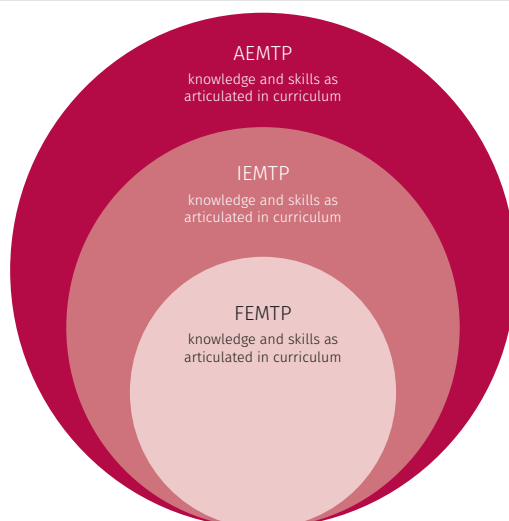 AEMTP
knowledge and skills as
articulated in curriculum
IEMTP
knowledge and skills as
articulated in curriculum
FEMTP
knowledge and skills as
articulated in curriculum